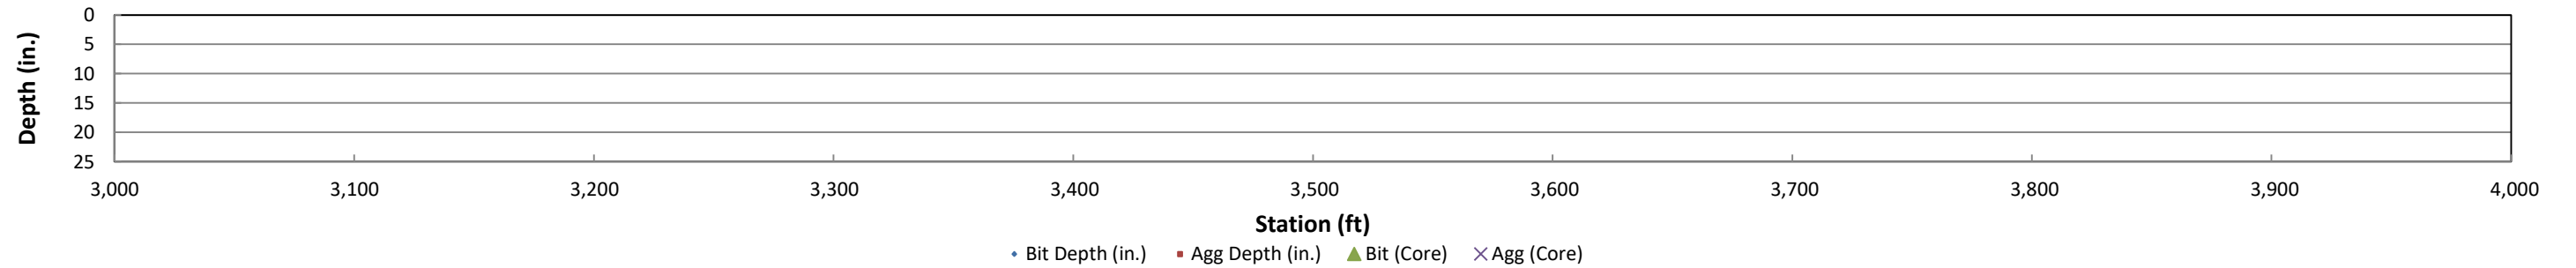 Depth (in.)
0
5
10
15
20
25
3,000 3,100 3,200 3,300 3,400 3,500 3,600 3,700 3,800 3,900 4,000
Station (ft)
Bit Depth (in.) Agg Depth (in.) Bit (Core) Agg (Core)